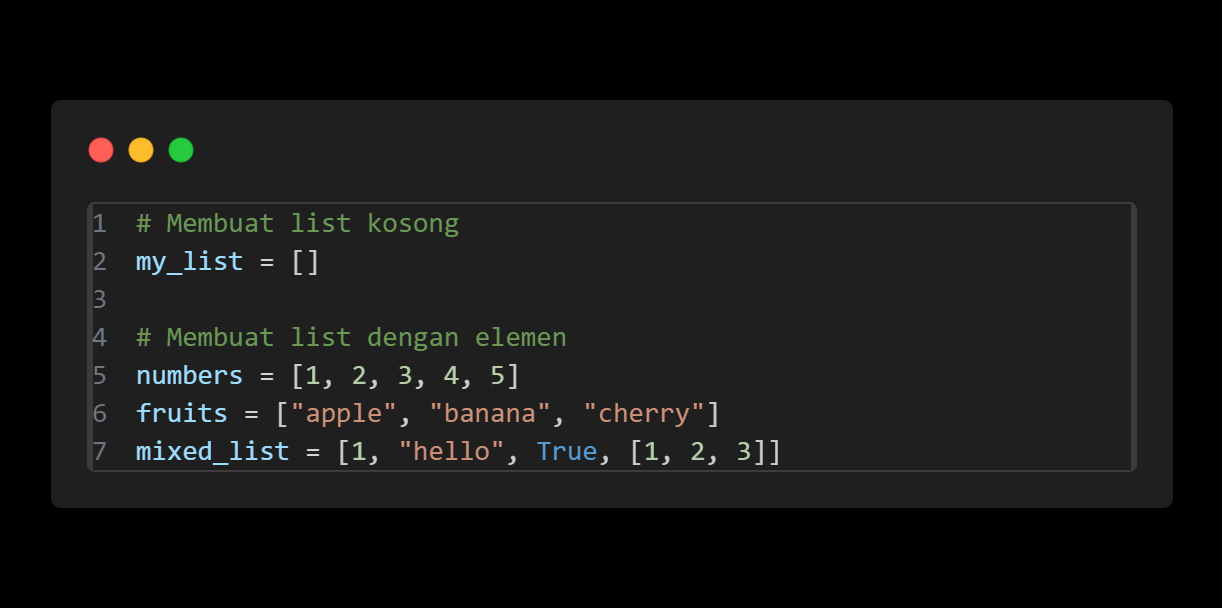 1 # Membuat list kosong
2 my_list = []
3
4 # Membuat list dengan elemen
5 numbers = [1, 2, 3, 4, 5]
6 fruits = ["apple", "banana", "cherry"]
7 mixed_list = [1, "hello", True, [1, 2, 3]]